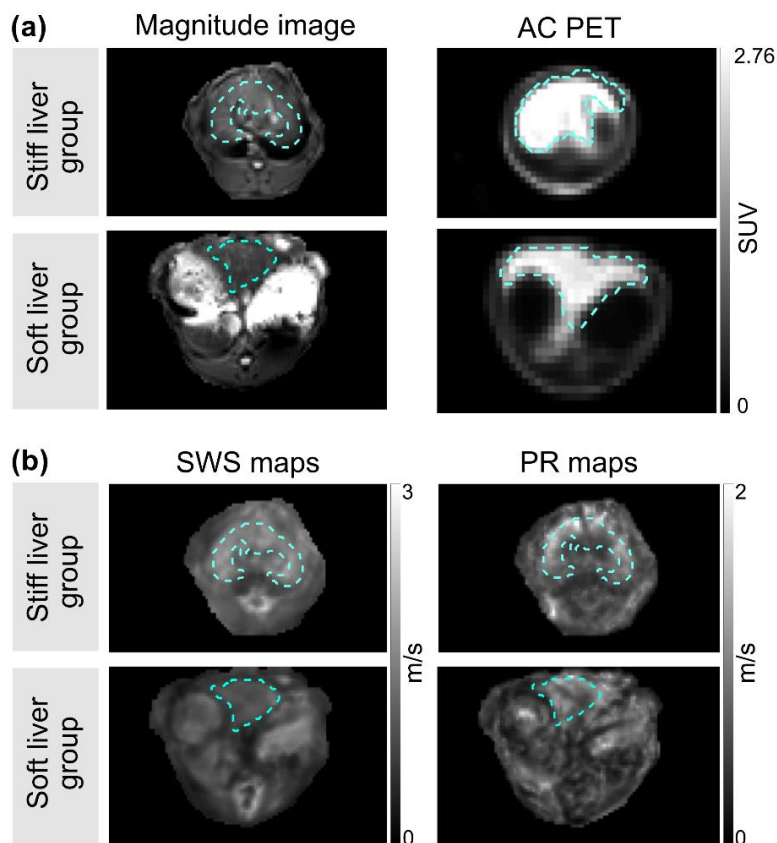 (a)
Magnitude image
AC PET
Stiff liver
group
2.76
SUV
Soft liver
group
0
(b)
SWS maps
PR maps
Stiff liver
group
3
2
m/s
m/s
Soft liver
group
0
0